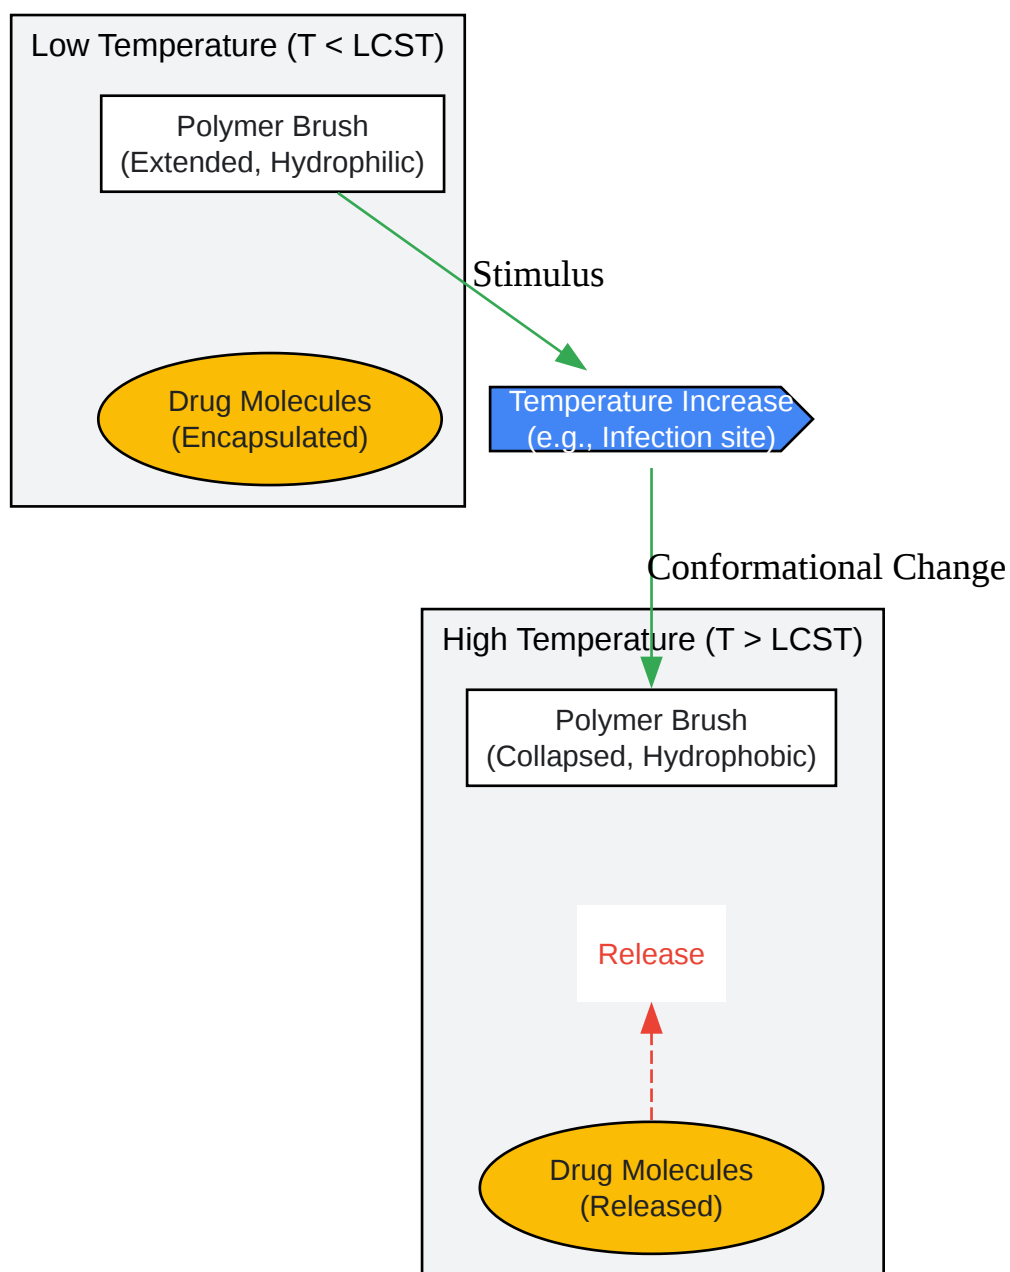 Low Temperature (T < LCST)
Polymer Brush
(Extended, Hydrophilic)
Stimulus
Drug Molecules
(Encapsulated)
Temperature Increase
(e.g., Infection site)
Conformational Change
High Temperature (T > LCST)
Polymer Brush
(Collapsed, Hydrophobic)
Release
Drug Molecules
(Released)